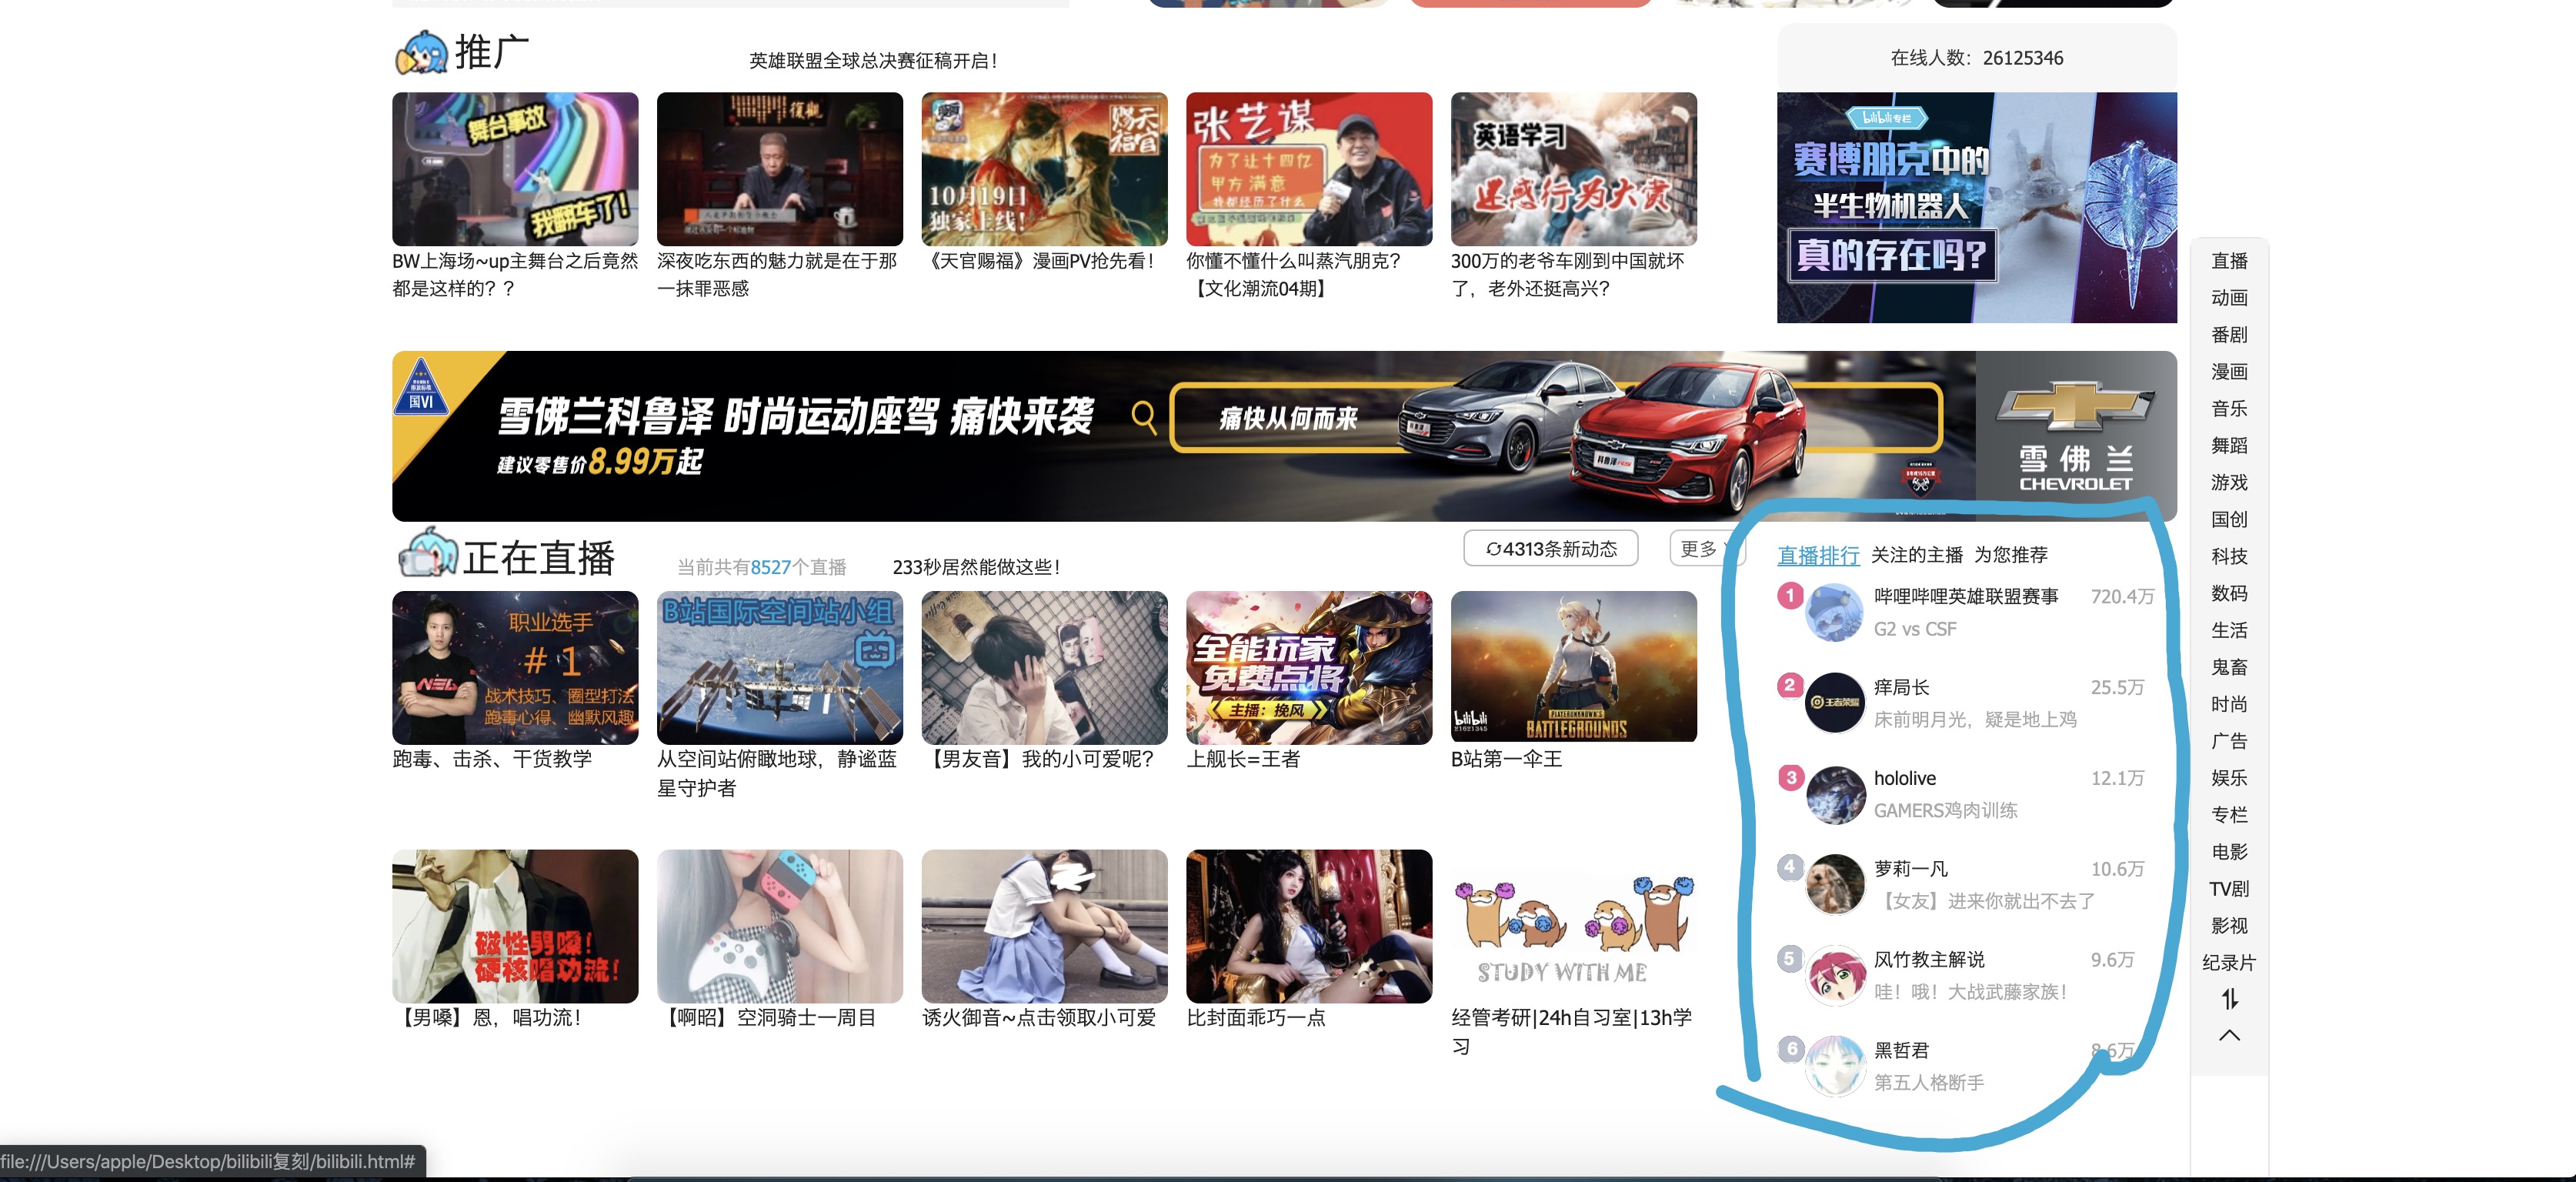 推广
英雄联盟全球总决赛征稿开启!
在线人数: 26125346
舞台事故
我翻车了!
10月19日
独家上线!
天官赐福
张艺谋
为了让十四亿
甲方满意
我都经历了什么
英语学习
迷惑行为大赏
bilibili专栏
赛博朋克中的
半生物机器人
真的存在吗?
BW上海场~up主舞台之后竟然
都是这样的? ?
深夜吃东西的魅力就是在于那
一抹罪恶感
《天官赐福》漫画PV抢先看!
你懂不懂什么叫蒸汽朋克?
【文化潮流04期】
300万的老爷车刚到中国就坏
了，老外还挺高兴?
国VI
雪佛兰科鲁泽 时尚运动座驾 痛快来袭
建议零售价8.99万起
痛快从何而来
雪佛兰
CHEVROLET
正在直播
当前共有8527个直播
233秒居然能做这些!
4313条新动态
更多
职业选手
#1
战术技巧、圈型打法
跑毒心得、幽默风趣
B站国际空间站小组
全能玩家
免费点将
主播: 挽风
bilibili
21621345
PLAYERUNKNOWN'S
BATTLEGROUNDS
跑毒、击杀、干货教学
从空间站俯瞰地球，静谧蓝
星守护者
【男友音】我的小可爱呢?
上舰长=王者
B站第一伞王
磁性男嗓!
硬核唱功流!
STUDY WITH ME
【男嗓】恩，唱功流!
【啊昭】空洞骑士一周目
诱火御音~点击领取小可爱
比封面乖巧一点
经管考研|24h自习室|13h学
习
直播排行 关注的主播 为您推荐
1 哔哩哔哩英雄联盟赛事 720.4万
G2 vs CSF
2 痒局长 25.5万
王者荣耀
床前明月光，疑是地上鸡
3 hololive 12.1万
GAMERS鸡肉训练
4 萝莉一凡 10.6万
【女友】进来你就出不去了
5 风竹教主解说 9.6万
哇! 哦! 大战武藤家族!
6 黑哲君 8.6万
第五人格断手
直播
动画
番剧
漫画
音乐
舞蹈
游戏
国创
科技
数码
生活
鬼畜
时尚
广告
娱乐
专栏
电影
TV剧
影视
纪录片
file:///Users/apple/Desktop/bilibili复刻/bilibili.html#